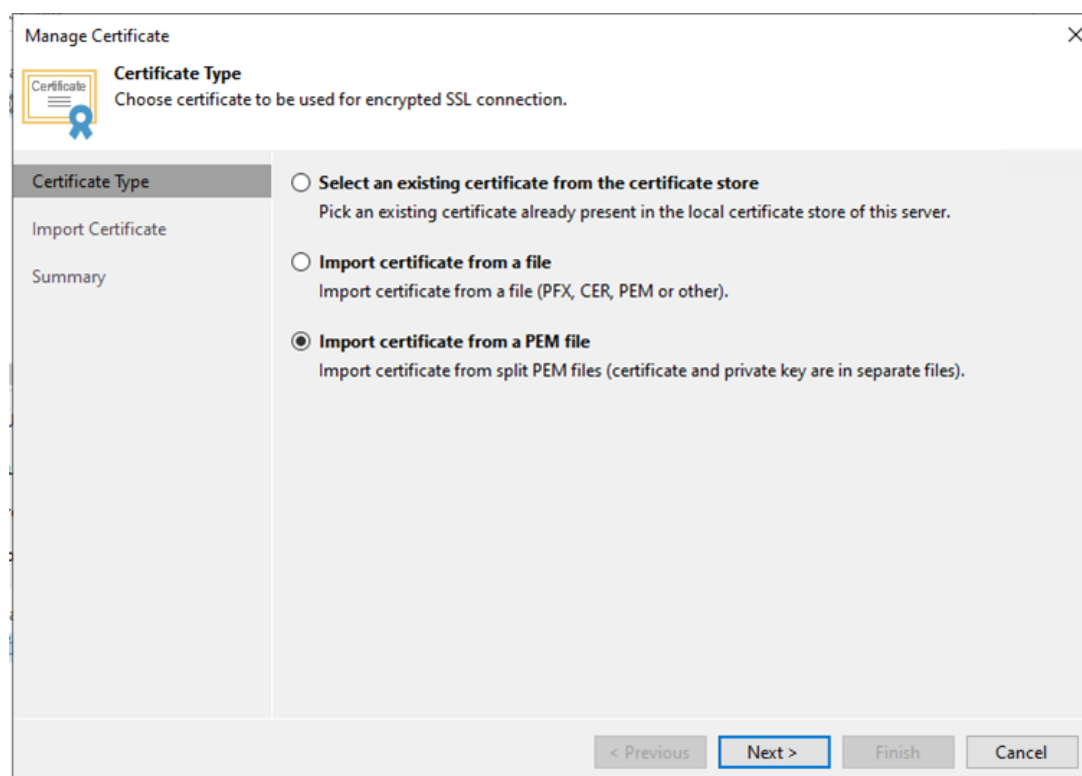 Manage Certificate
Certificate
Certificate Type
Choose certificate to be used for encrypted SSL connection.
Certificate Type
Import Certificate
Summary
Select an existing certificate from the certificate store
Pick an existing certificate already present in the local certificate store of this server.
Import certificate from a file
Import certificate from a file (PFX, CER, PEM or other).
Import certificate from a PEM file
Import certificate from split PEM files (certificate and private key are in separate files).
< Previous
Next >
Finish
Cancel